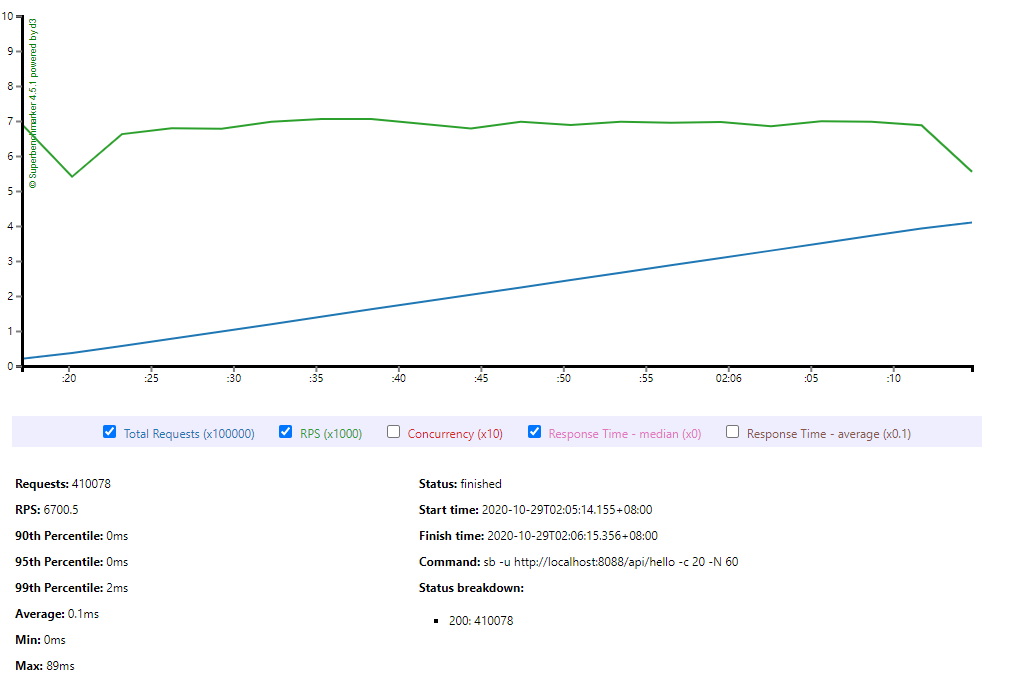 10
9
8
7
6
5
4
3
2
1
0
© Superbenchmarker 4.5.1 powered by d3
:20 :25 :30 :35 :40 :45 :50 :55 02:06 :05 :10
Total Requests (x100000) RPS (x1000) Concurrency (x10) Response Time - median (x0) Response Time - average (x0.1)
Requests: 410078
RPS: 6700.5
90th Percentile: 0ms
95th Percentile: 0ms
99th Percentile: 2ms
Average: 0.1ms
Min: 0ms
Max: 89ms
Status: finished
Start time: 2020-10-29T02:05:14.155+08:00
Finish time: 2020-10-29T02:06:15.356+08:00
Command: sb -u http://localhost:8088/api/hello -c 20 -N 60
Status breakdown:
200: 410078